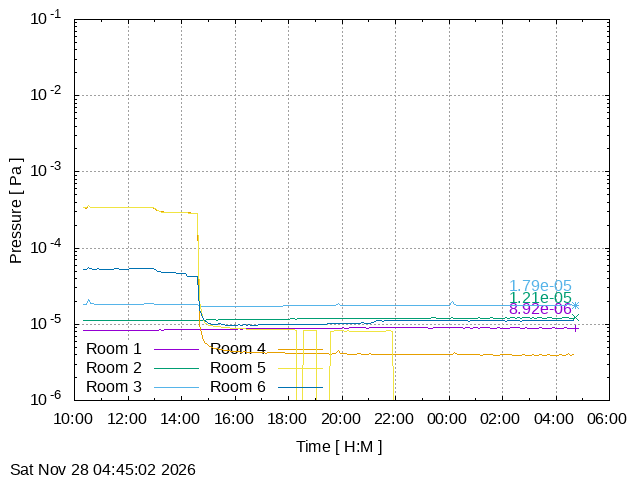 10^-1
10^-2
10^-3
10^-4
10^-5
10^-6
Pressure [ Pa ]
1.79e-05
1.21e-05
8.92e-06
Room 1 Room 4
Room 2 Room 5
Room 3 Room 6
10:00 12:00 14:00 16:00 18:00 20:00 22:00 00:00 02:00 04:00 06:00
Time [ H:M ]
Sat Nov 28 04:45:02 2026